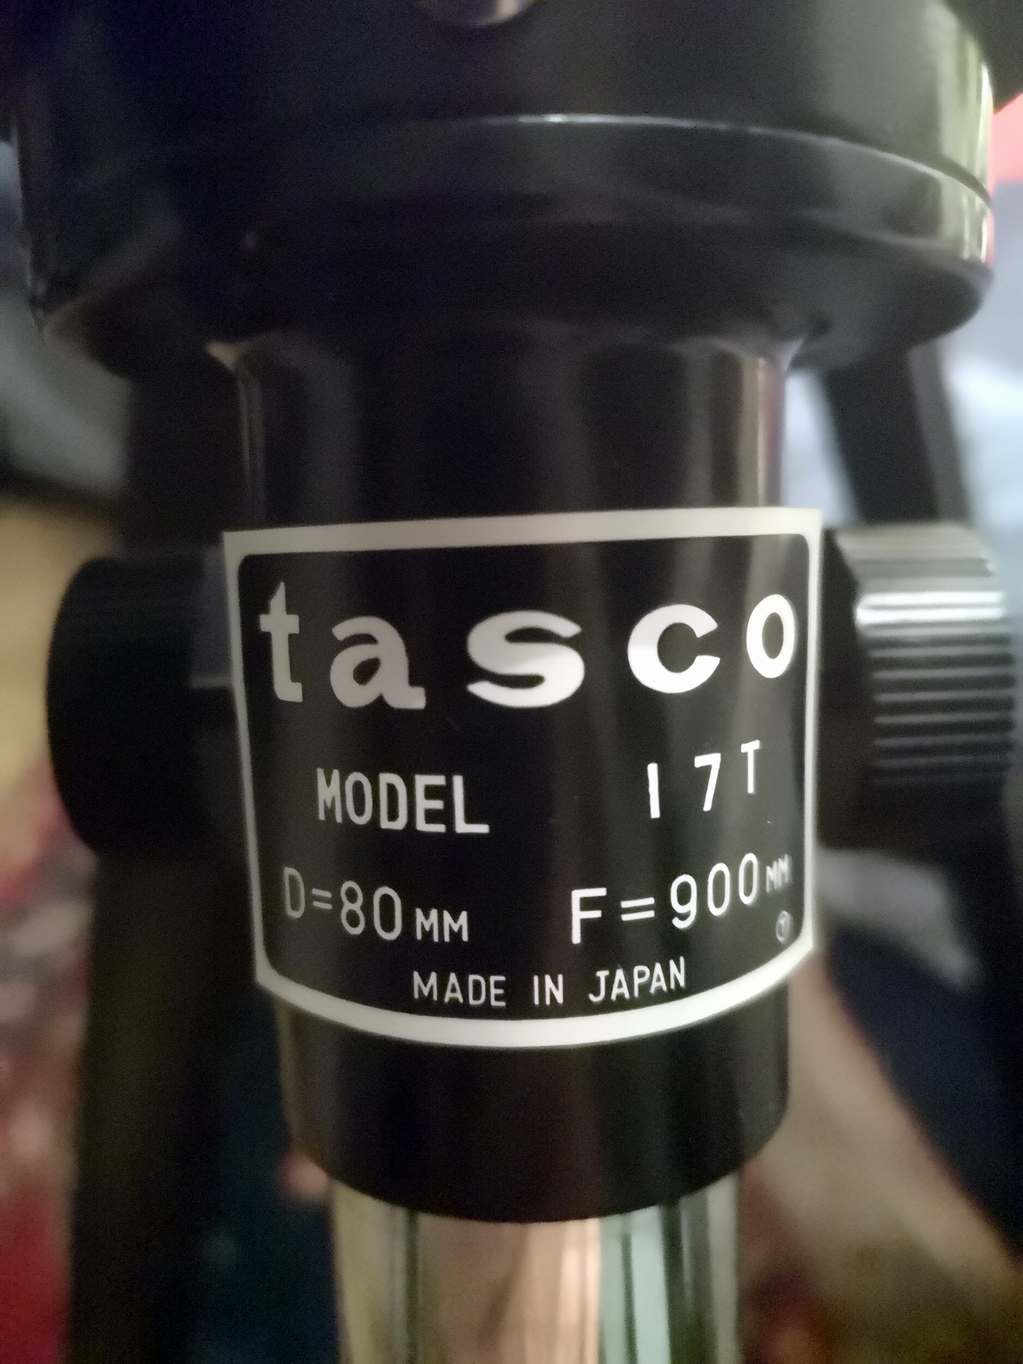 tasco
MODEL 17T
D=80MM F=900MM
MADE IN JAPAN